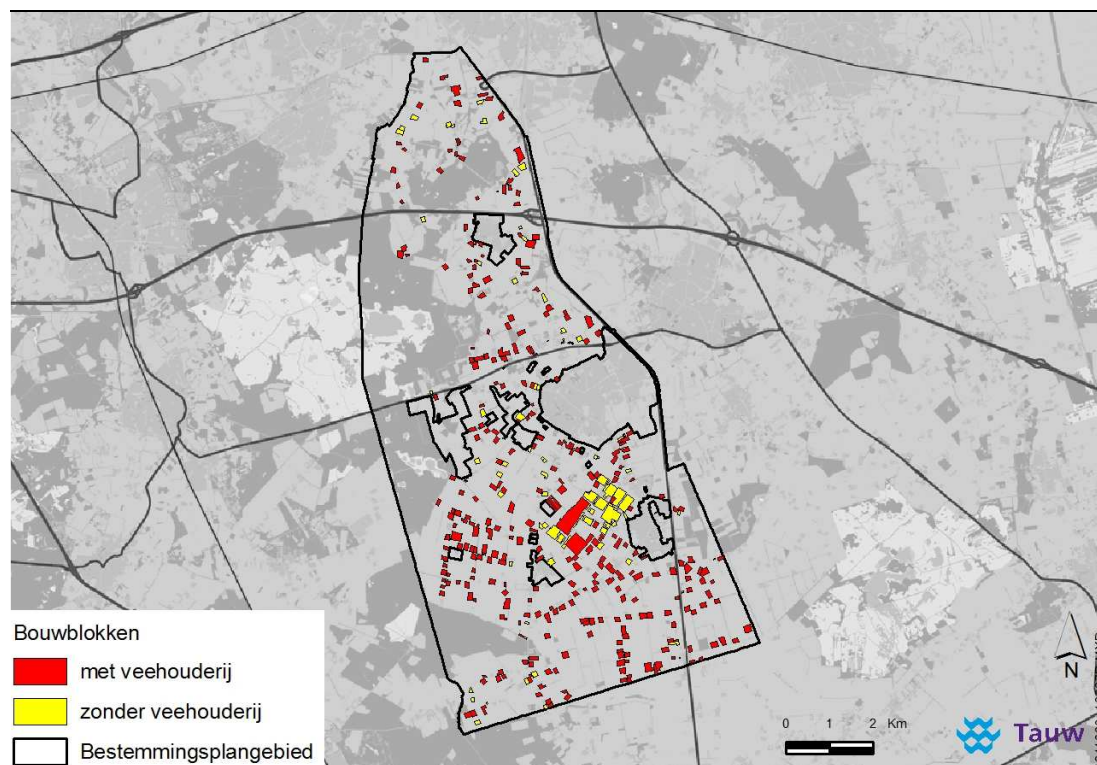 Bouwblokken
met veehouderij
zonder veehouderij
Bestemmingsplangebied
0 1 2 Km
N
Tauw